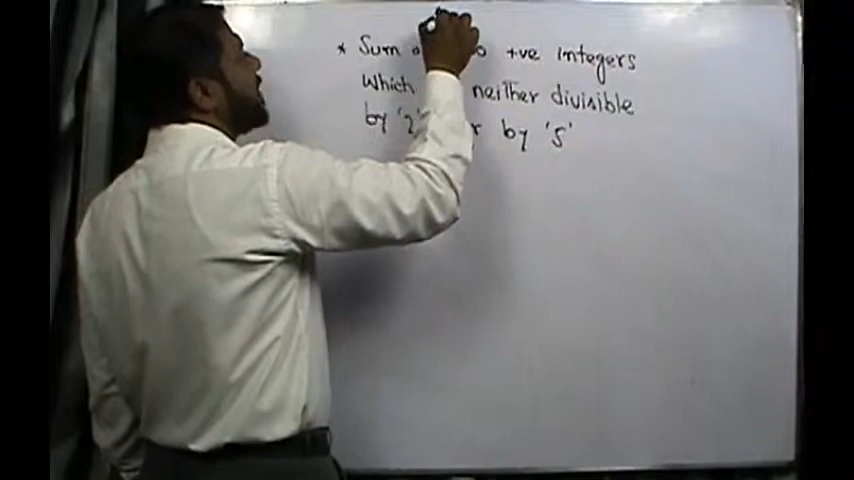 * Sum +ve integers
Which neither divisible
by '2' by '5'